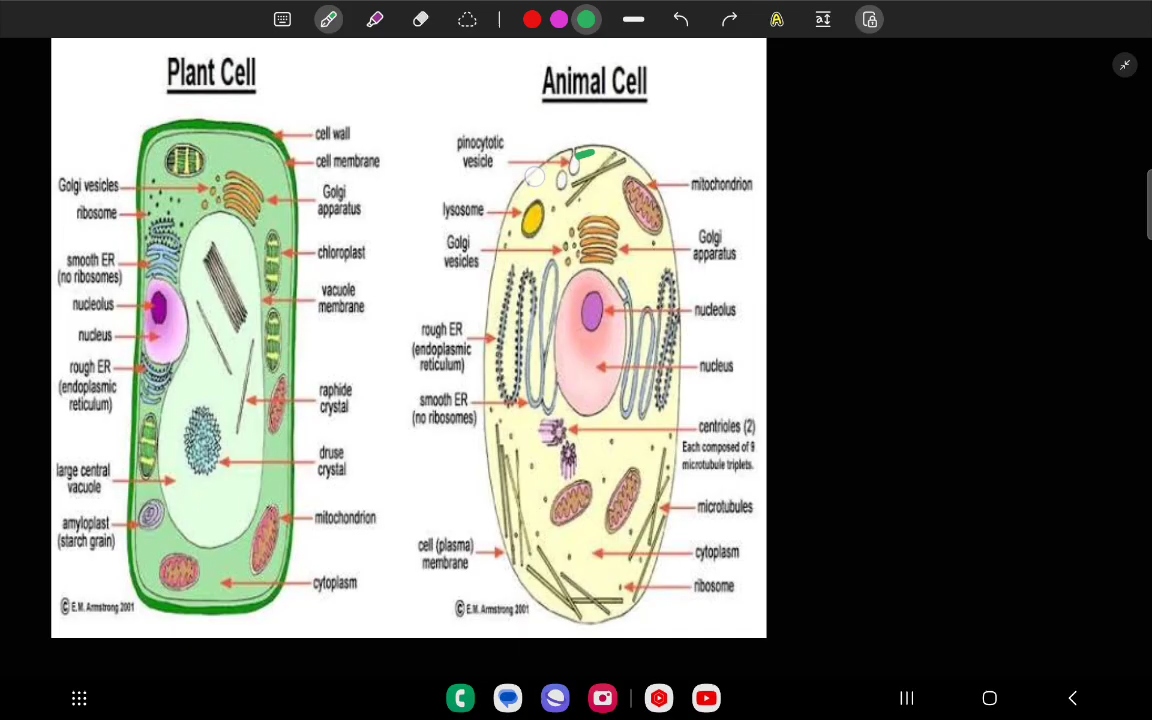 Plant Cell
cell wall
cell membrane
Golgi vesicles
Golgi
apparatus
ribosome
chloroplast
smooth ER
(no ribosomes)
vacuole
membrane
nucleolus
nucleus
rough ER
(endoplasmic
reticulum)
raphide
crystal
druse
crystal
large central
vacuole
mitochondrion
amyloplast
(starch grain)
cytoplasm
© E.M. Armstrong 2001
Animal Cell
pinocytotic
vesicle
mitochondrion
lysosome
Golgi
vesicles
Golgi
apparatus
nucleolus
rough ER
(endoplasmic
reticulum)
nucleus
smooth ER
(no ribosomes)
centrioles (2)
Each composed of 9
microtubule triplets.
microtubules
cell (plasma)
membrane
cytoplasm
ribosome
© E.M. Armstrong 2001